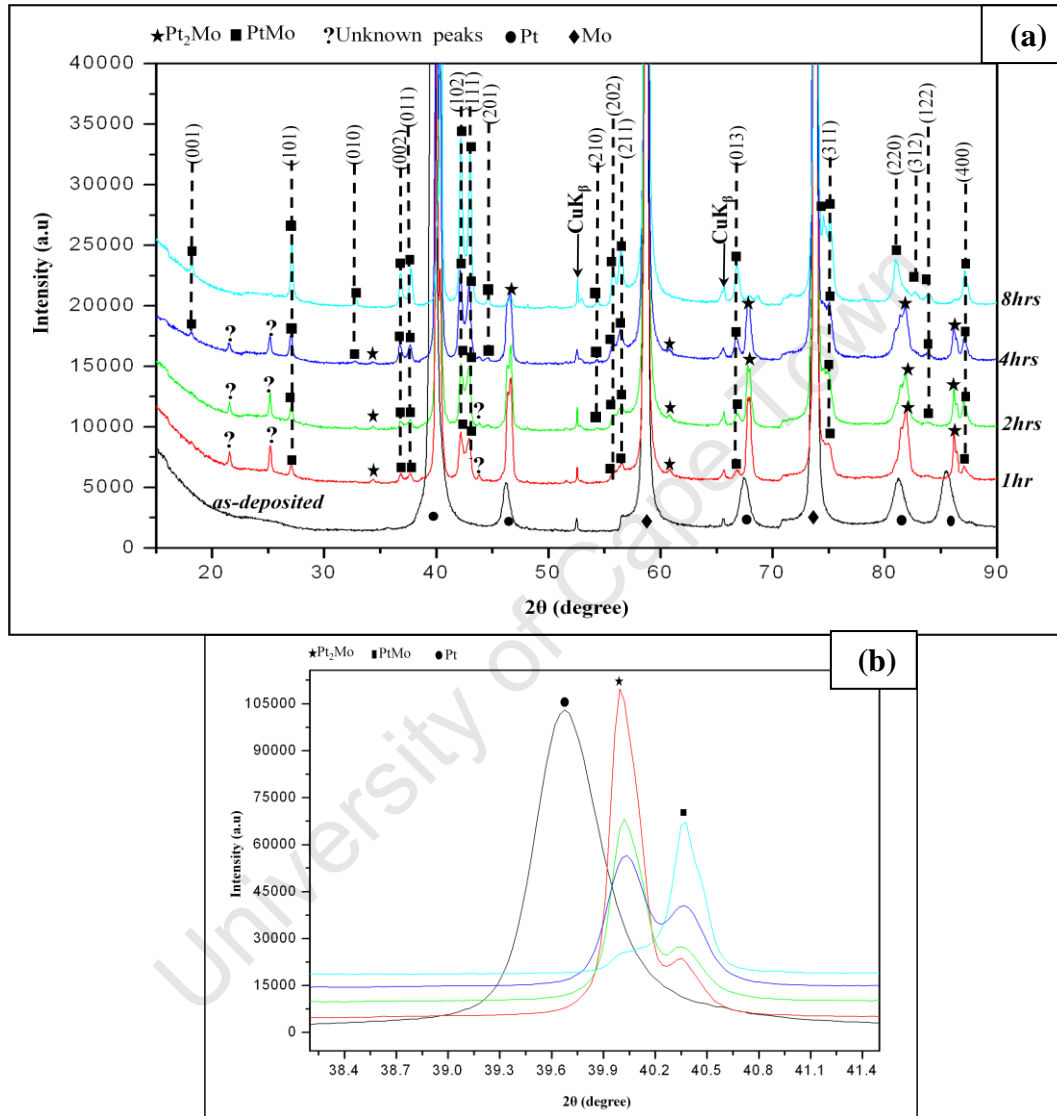 (a)
★Pt₂Mo ■ PtMo ?Unknown peaks ● Pt ♦ Mo
40000
35000
30000
25000
20000
15000
10000
5000
0
Intensity (a.u)
(001)
(101)
(010)
(002)
(011)
(102)
(111)
(201)
CuKβ
(210)
(202)
(211)
CuKβ
(013)
(311)
(220)
(312)
(122)
(400)
? ?
? ? ?
? ? ?
8hrs
4hrs
2hrs
1hr
as-deposited
20 30 40 50 60 70 80 90
2θ (degree)
(b)
★Pt₂Mo ■ PtMo ● Pt
105000
90000
75000
60000
45000
30000
15000
0
Intensity (a.u)
38.4 38.7 39.0 39.3 39.6 39.9 40.2 40.5 40.8 41.1 41.4
2θ (degree)
University of Cape Town